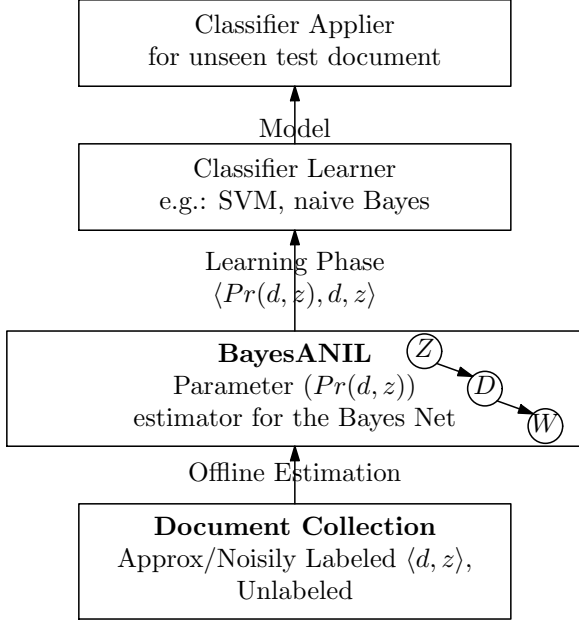 Classifier Applier
for unseen test document
Model
Classifier Learner
e.g.: SVM, naive Bayes
Learning Phase
⟨Pr(d, z), d, z⟩
BayesANIL
Parameter (Pr(d, z))
estimator for the Bayes Net
Z
D
W
Offline Estimation
Document Collection
Approx/Noisily Labeled ⟨d, z⟩,
Unlabeled